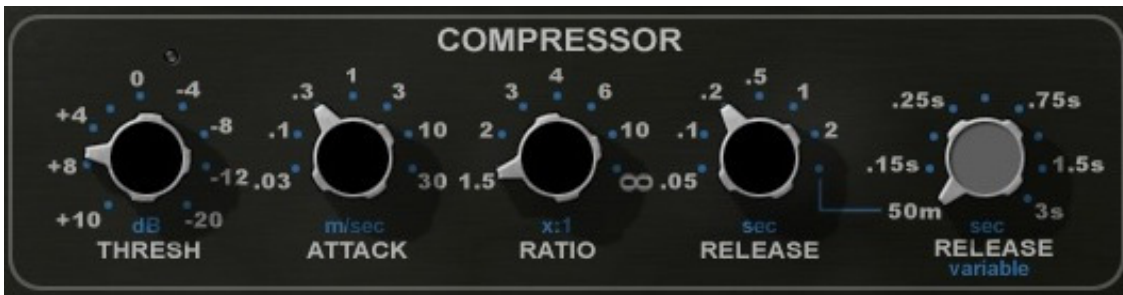 COMPRESSOR
+10 +8 +4 0 -4 -8 -12 -20
dB
THRESH
.03 .1 .3 1 3 10 30
m/sec
ATTACK
1.5 2 3 4 6 10 ∞
x:1
RATIO
.05 .1 .2 .5 1 2
sec
RELEASE
50m .15s .25s .75s 1.5s 3s
sec
RELEASE
variable